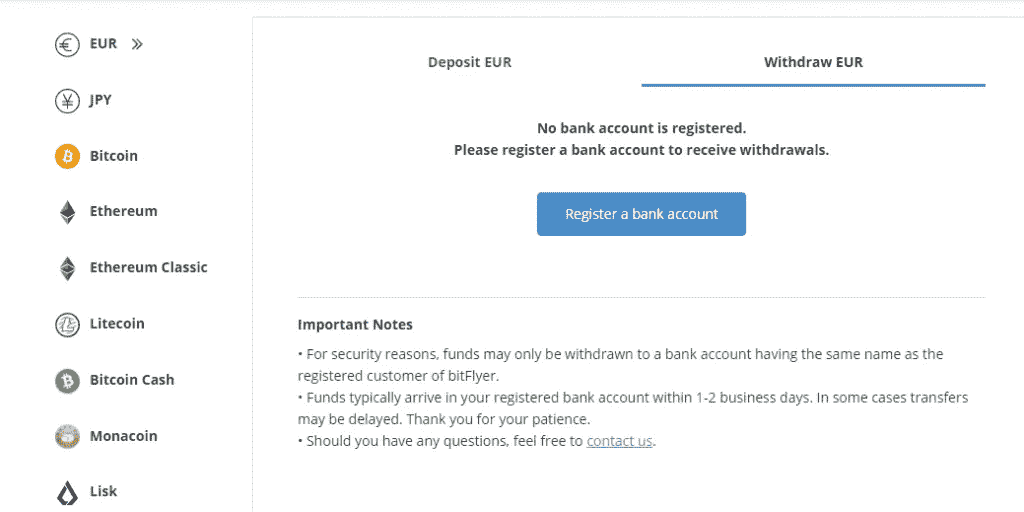 EUR
JPY
Bitcoin
Ethereum
Ethereum Classic
Litecoin
Bitcoin Cash
Monacoin
Lisk
Deposit EUR
Withdraw EUR
No bank account is registered.
Please register a bank account to receive withdrawals.
Register a bank account
Important Notes
• For security reasons, funds may only be withdrawn to a bank account having the same name as the
registered customer of bitFlyer.
• Funds typically arrive in your registered bank account within 1-2 business days. In some cases transfers
may be delayed. Thank you for your patience.
• Should you have any questions, feel free to contact us.